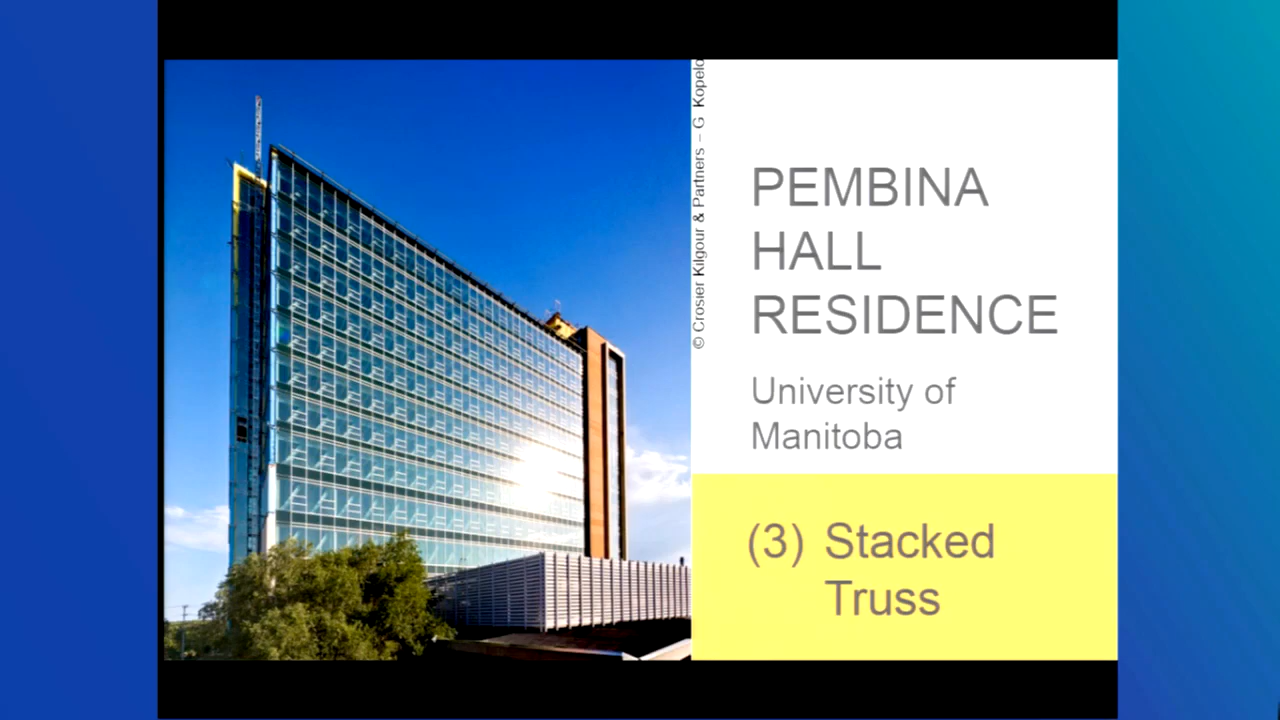 © Crosier Kilgour & Partners – G Kopelo
PEMBINA
HALL
RESIDENCE
University of
Manitoba
(3) Stacked
Truss